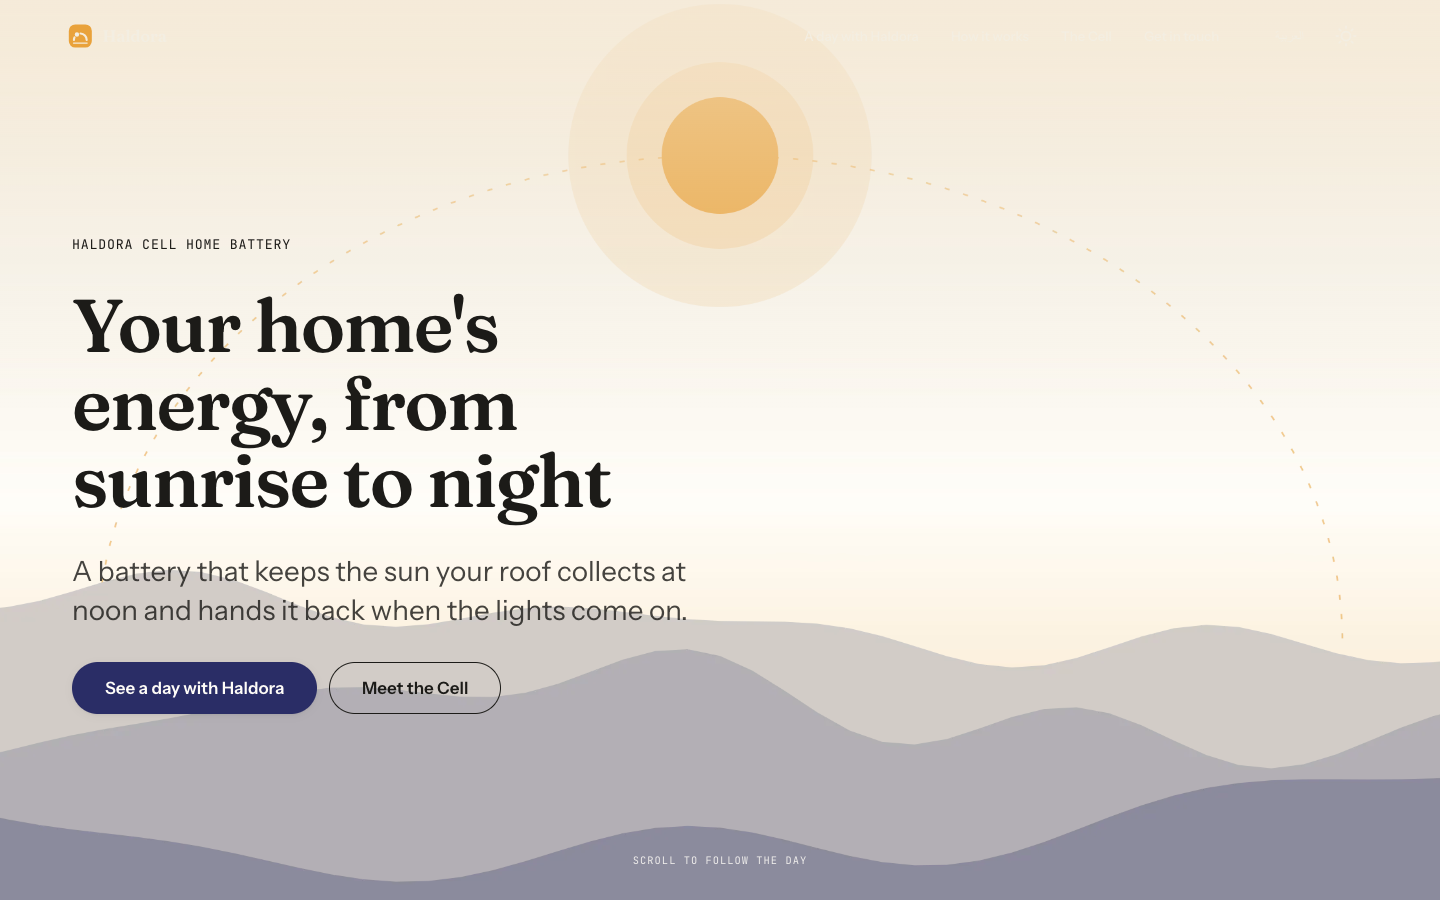 HALDORA CELL HOME BATTERY
Your home's
energy, from
sunrise to night
A battery that keeps the sun your roof collects at
noon and hands it back when the lights come on.
See a day with Haldora
Meet the Cell
SCROLL TO FOLLOW THE DAY